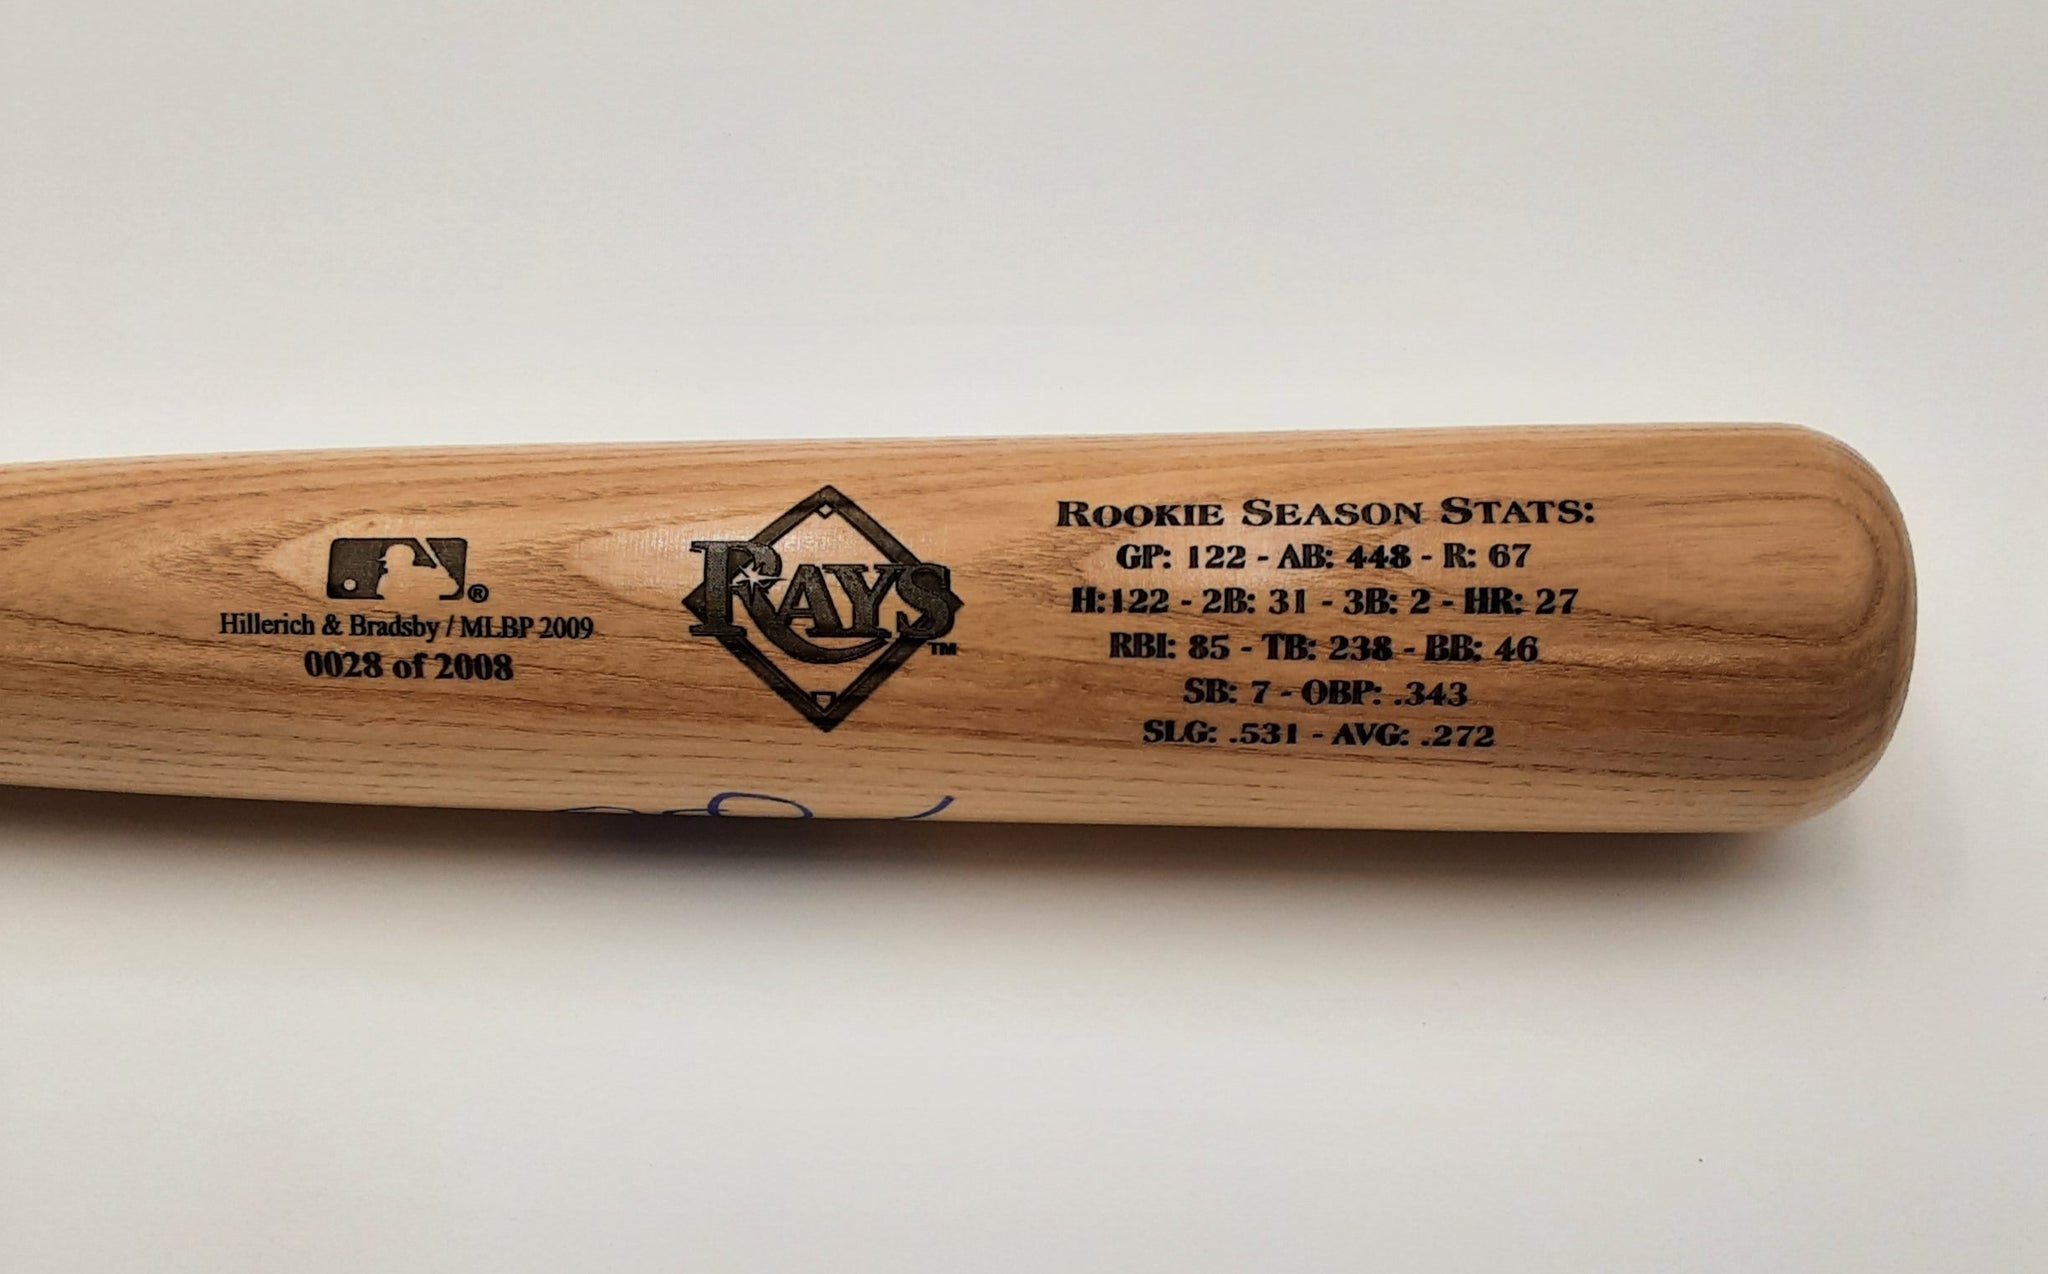 ®
Hillerich & Bradsby / MLBP 2009
0028 of 2008
RAYS
TM
ROOKIE SEASON STATS:
GP: 122 - AB: 448 - R: 67
H:122 - 2B: 31 - 3B: 2 - HR: 27
RBI: 85 - TB: 238 - BB: 46
SB: 7 - OBP: .343
SLG: .531 - AVG: .272